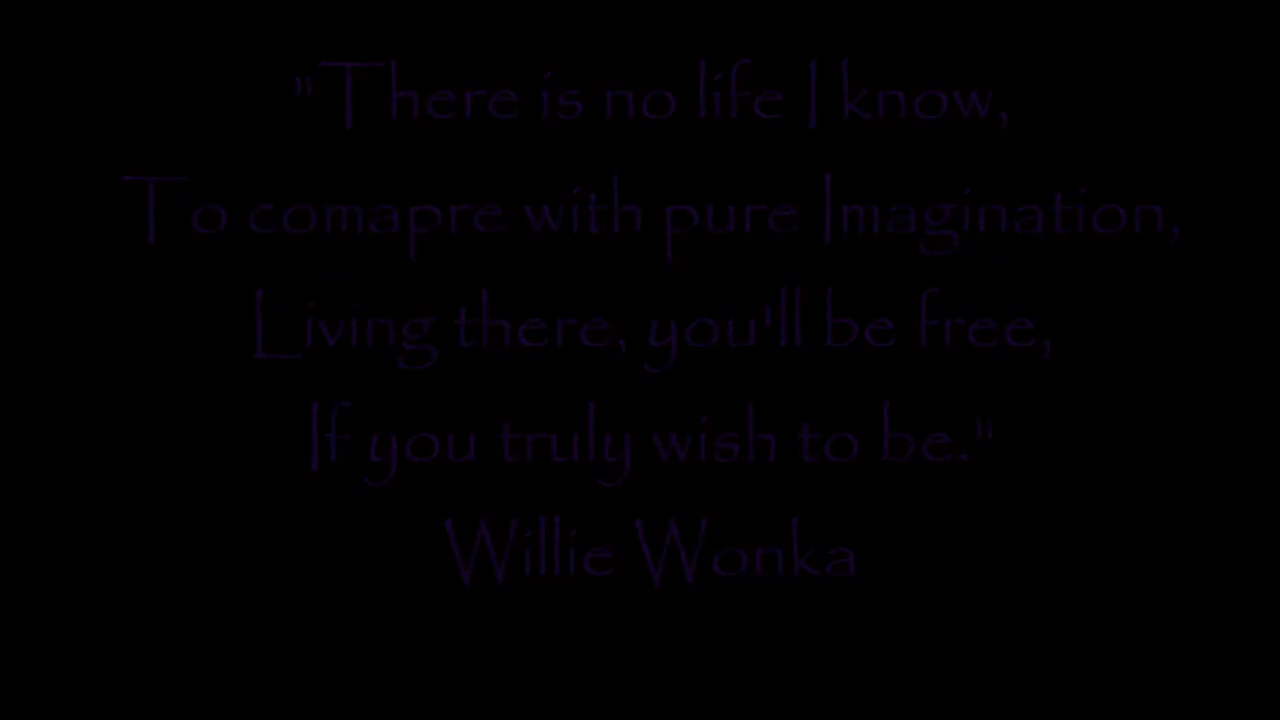 "There is no life I know,
To comapre with pure Imagination,
Living there, you'll be free,
If you truly wish to be."
Willie Wonka